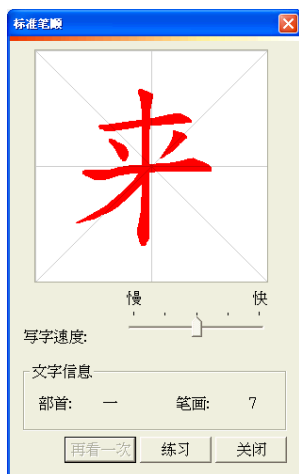 标准笔顺
来
慢 快
写字速度:
文字信息
部首: 一 笔画: 7
再看一次 练习 关闭